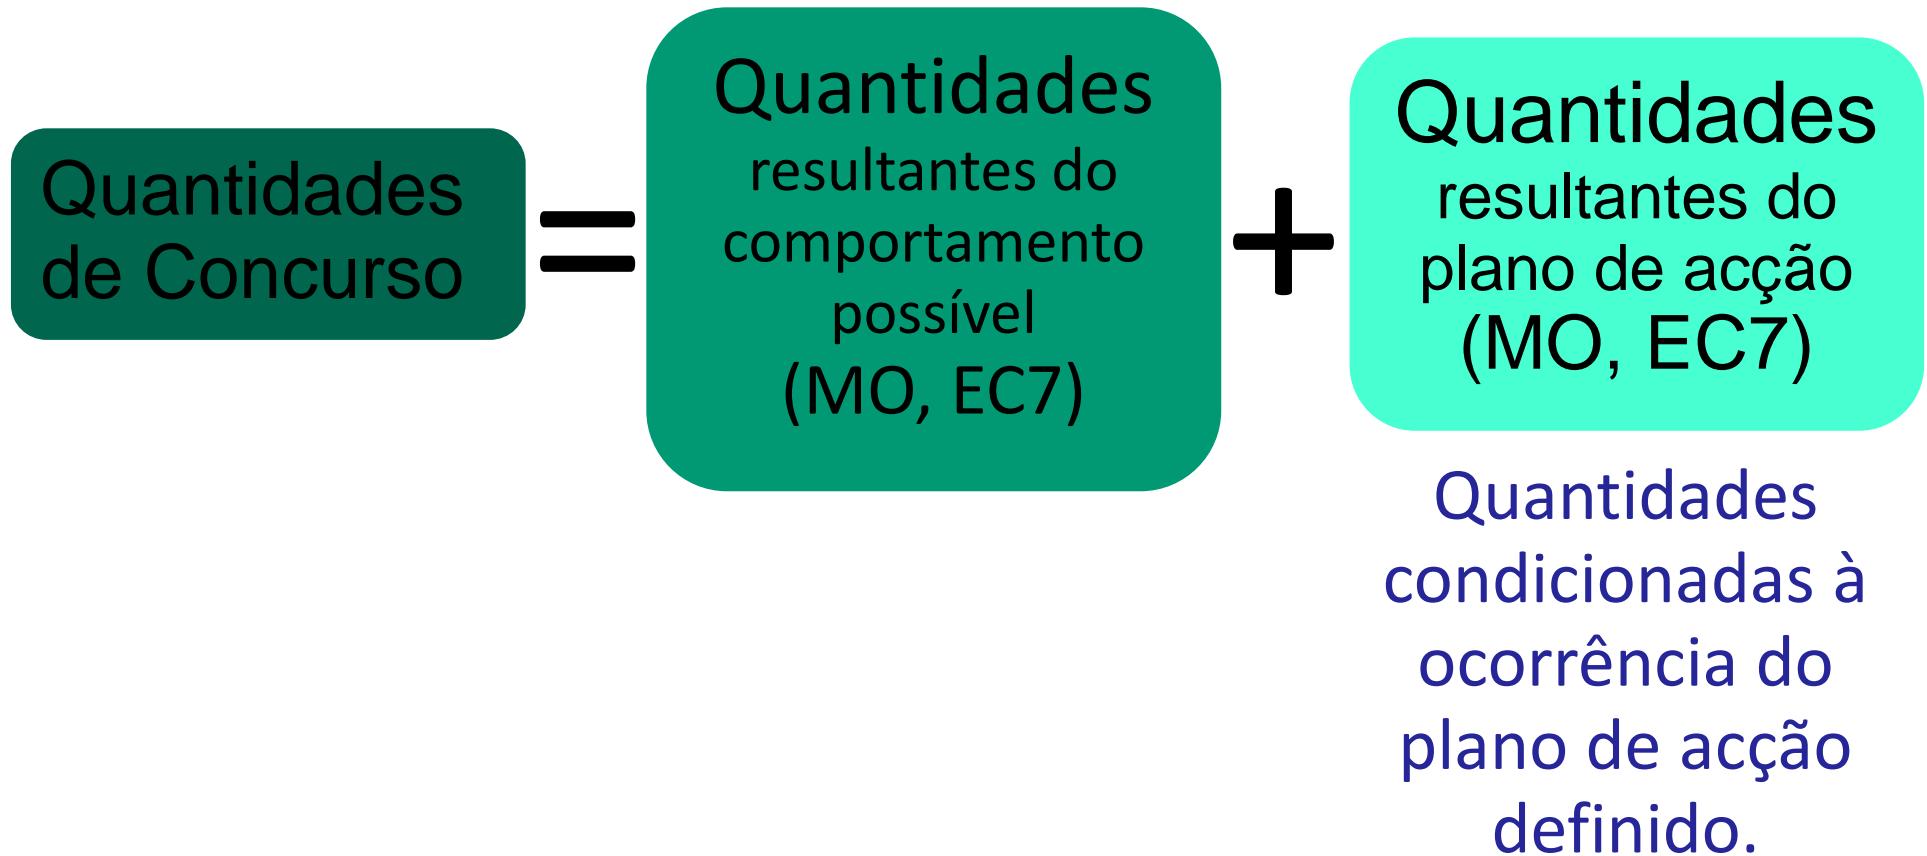 Quantidades
de Concurso
=
Quantidades
resultantes do
comportamento
possível
(MO, EC7)
+
Quantidades
resultantes do
plano de acção
(MO, EC7)
Quantidades
condicionadas à
ocorrência do
plano de acção
definido.